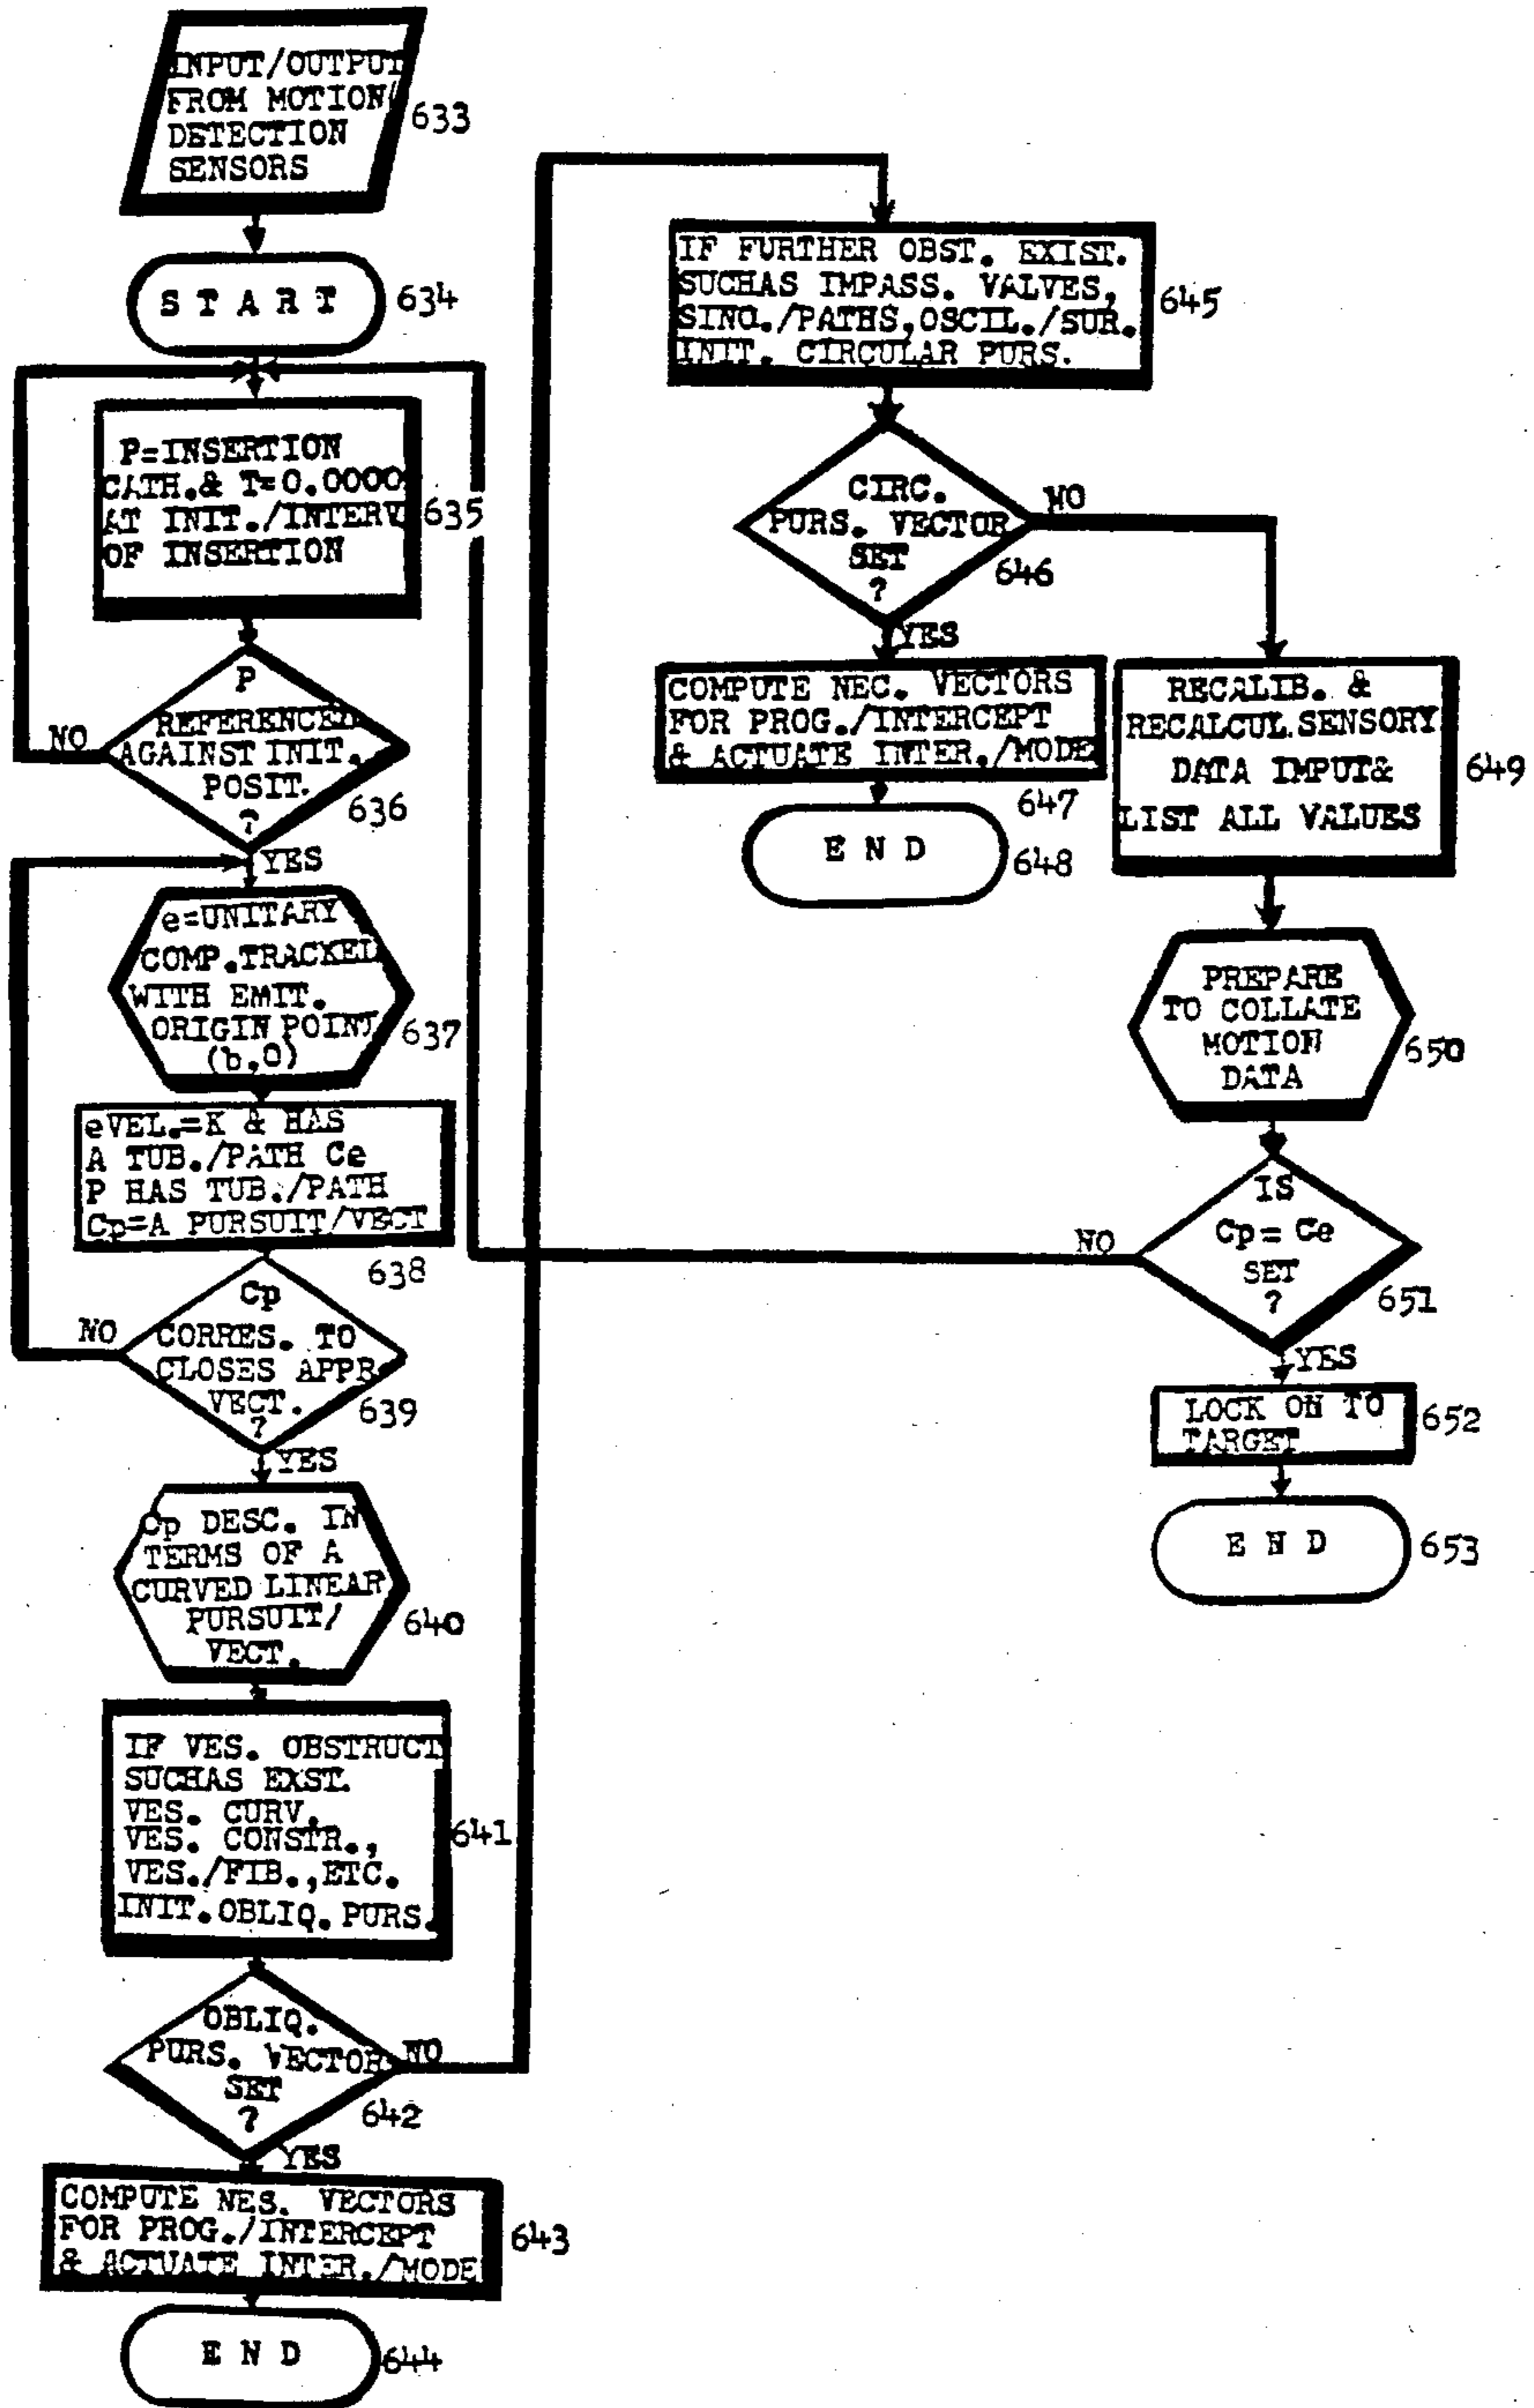 INPUT/OUTPUT
FROM MOTION/
DETECTION
SENSORS
633
START
634
P=INSERTION
CATH.& T=0.0000
AT INIT./INTERV
OF INSERTION
635
P
REFERENCED
AGAINST INIT.
POSIT.
?
636
NO
YES
e=UNITARY
COMP.TRACKED
WITH EMIT.
ORIGIN POINT
(b,0)
637
eVEL.=K & HAS
A TUB./PATH Ce
P HAS TUB./PATH
Cp=A PURSUIT/VECT
638
Cp
CORRES. TO
CLOSES APPR.
VECT.
?
639
NO
YES
Cp DESC. IN
TERMS OF A
CURVED LINEAR
PURSUIT/
VECT.
640
IF VES. OBSTRUCT
SUCHAS EXST.
VES. CURV.
VES. CONSTR.,
VES./FIB.,ETC.
INIT.OBLIQ.PURS.
641
OBLIQ.
PURS. VECTOR
SET
?
642
NO
YES
COMPUTE NES. VECTORS
FOR PROG./INTERCEPT
& ACTUATE INTER./MODE
643
END
644
IF FURTHER OBST. EXIST.
SUCHAS IMPASS. VALVES,
SINO./PATHS,OSCIL./SUR.
INIT. CIRCULAR PURS.
645
CIRC.
PURS. VECTOR
SET
?
646
NO
YES
COMPUTE NEC. VECTORS
FOR PROG./INTERCEPT
& ACTUATE INTER./MODE
647
END
648
RECALIB. &
RECALCUL.SENSORY
DATA IMPUT&
LIST ALL VALUES
649
PREPARE
TO COLLATE
MOTION
DATA
650
IS
Cp= Ce
SET
?
651
NO
YES
LOCK ON TO
TARGET
652
END
653